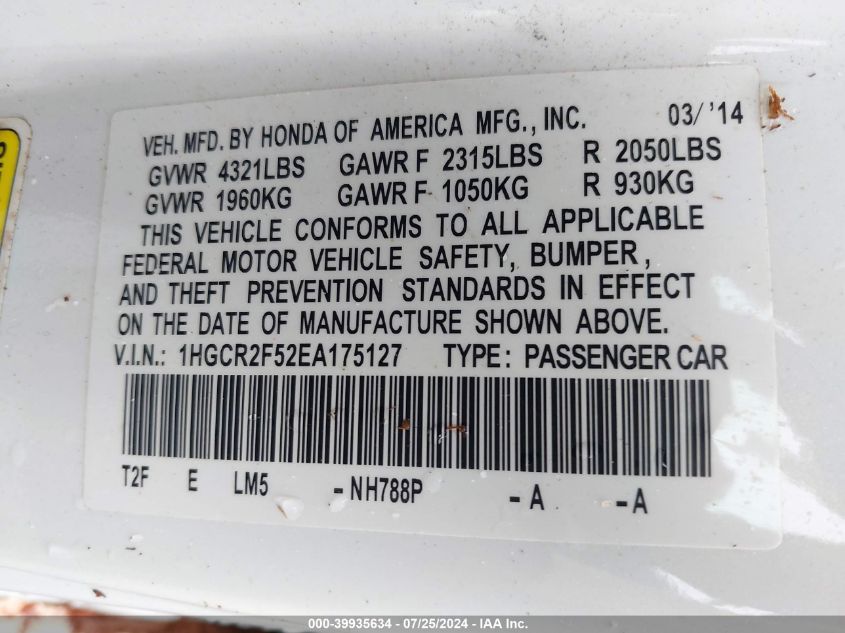 VEH. MFD. BY HONDA OF AMERICA MFG., INC. 03/ '14
GVWR 4321LBS GAWR F 2315LBS R 2050LBS
GVWR 1960KG GAWR F 1050KG R 930KG
THIS VEHICLE CONFORMS TO ALL APPLICABLE
FEDERAL MOTOR VEHICLE SAFETY, BUMPER,
AND THEFT PREVENTION STANDARDS IN EFFECT
ON THE DATE OF MANUFACTURE SHOWN ABOVE.
V.I.N.: 1HGCR2F52EA175127 TYPE: PASSENGER CAR
T2F E LM5 -NH788P -A -A
000-39935634 - 07/25/2024 - IAA Inc.